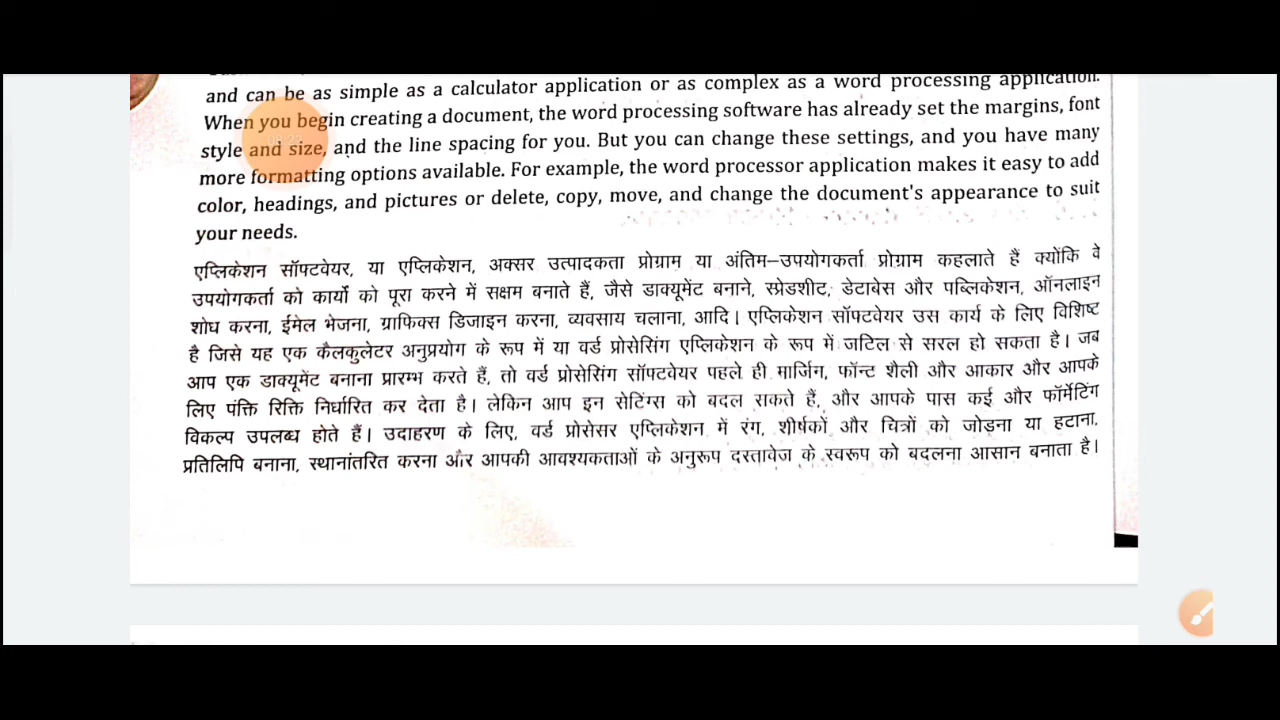 and can be as simple as a calculator application or as complex as a word processing application.
When you begin creating a document, the word processing software has already set the margins, font
style and size, and the line spacing for you. But you can change these settings, and you have many
more formatting options available. For example, the word processor application makes it easy to add
color, headings, and pictures or delete, copy, move, and change the document's appearance to suit
your needs.
एप्लिकेशन सॉफ्टवेयर, या एप्लिकेशन, अक्सर उत्पादकता प्रोग्राम या अंतिम–उपयोगकर्ता प्रोग्राम कहलाते हैं क्योंकि वे
उपयोगकर्ता को कार्यो को पूरा करने में सक्षम बनाते हैं, जैसे डाक्यूमेंट बनाने, स्प्रेडशीट, डेटाबेस और पब्लिकेशन, ऑनलाइन
शोध करना, ईमेल भेजना, ग्राफिक्स डिजाइन करना, व्यवसाय चलाना, आदि। एप्लिकेशन सॉफ्टवेयर उस कार्य के लिए विशिष्ट
है जिसे यह एक कैलकुलेटर अनुप्रयोग के रूप में या वर्ड प्रोसेसिंग एप्लिकेशन के रूप में जटिल से सरल हो सकता है। जब
आप एक डाक्यूमेंट बनाना प्रारम्भ करते हैं, तो वर्ड प्रोसेसिंग सॉफ्टवेयर पहले ही मार्जिन, फॉन्ट शैली और आकार और आपके
लिए पंक्ति रिक्ति निर्धारित कर देता है। लेकिन आप इन सेटिंग्स को बदल सकते हैं, और आपके पास कई और फॉर्मेटिंग
विकल्प उपलब्ध होते हैं। उदाहरण के लिए, वर्ड प्रोसेसर एप्लिकेशन में रंग, शीर्षकों और चित्रों को जोड़ना या हटाना,
प्रतिलिपि बनाना, स्थानांतरित करना और आपकी आवश्यकताओं के अनुरूप दस्तावेज के स्वरूप को बदलना आसान बनाता है।